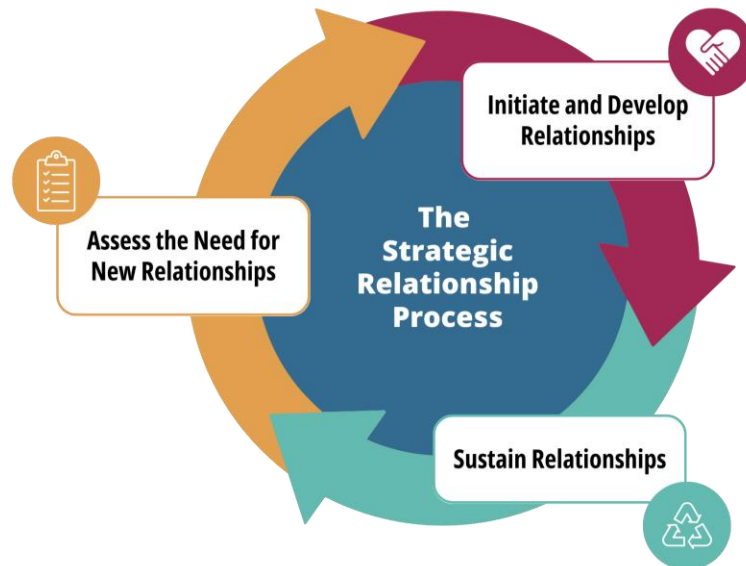 The
Strategic
Relationship
Process
Initiate and Develop
Relationships
Sustain Relationships
Assess the Need for
New Relationships